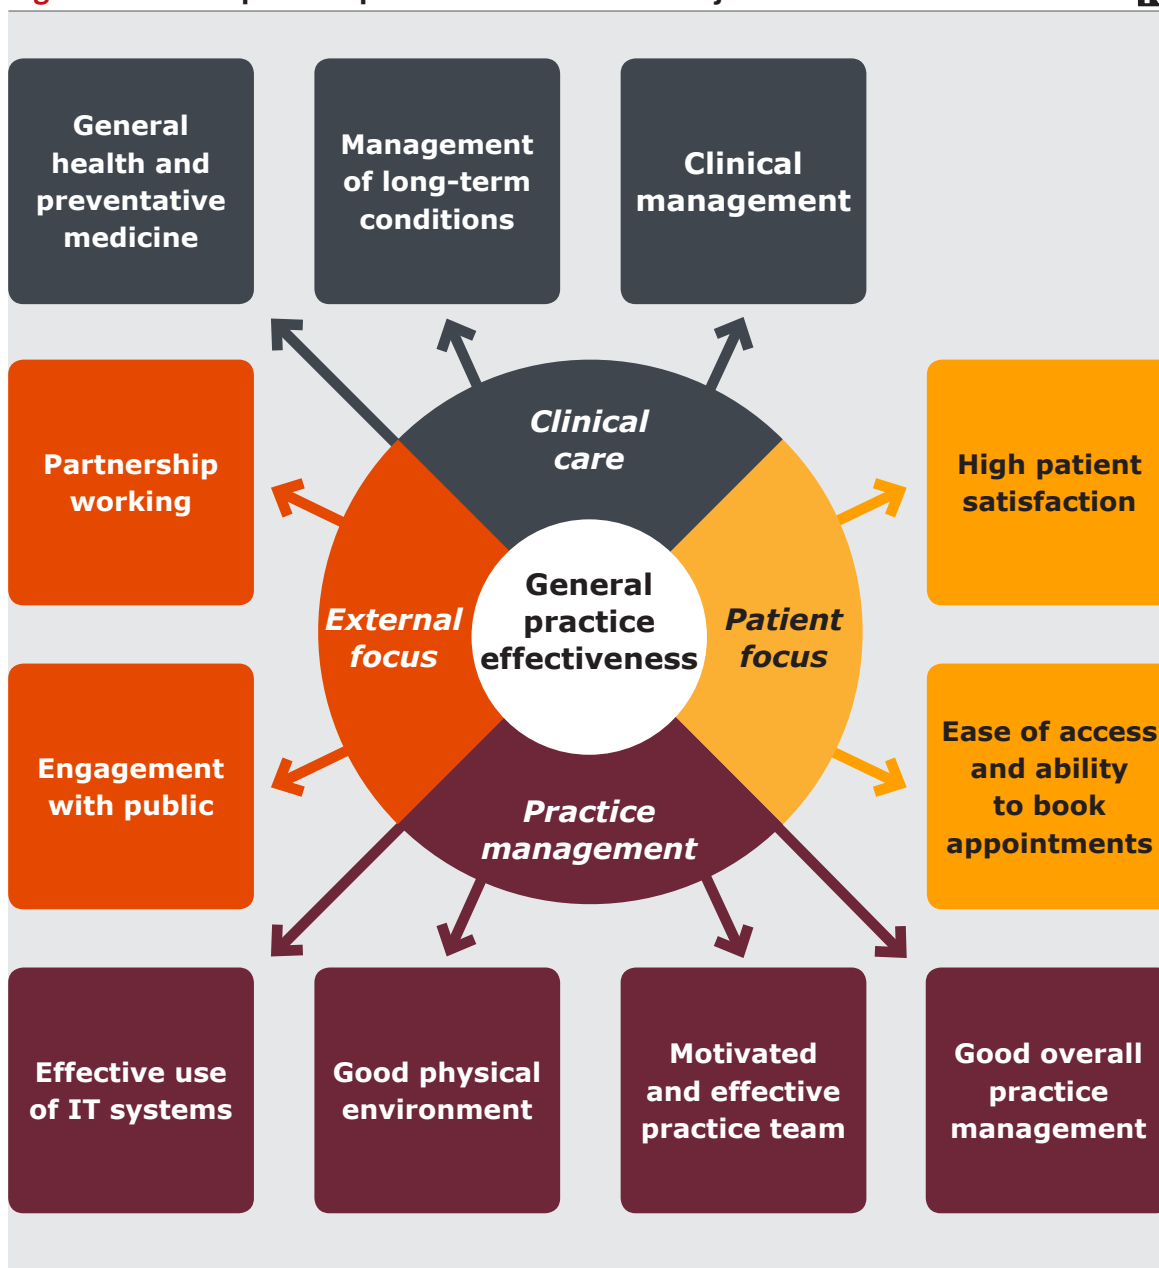 General
health and
preventative
medicine
Management
of long-term
conditions
Clinical
management
Partnership
working
Clinical
care
High patient
satisfaction
External
focus
General
practice
effectiveness
Patient
focus
Engagement
with public
Practice
management
Ease of access
and ability
to book
appointments
Effective use
of IT systems
Good physical
environment
Motivated
and effective
practice team
Good overall
practice
management